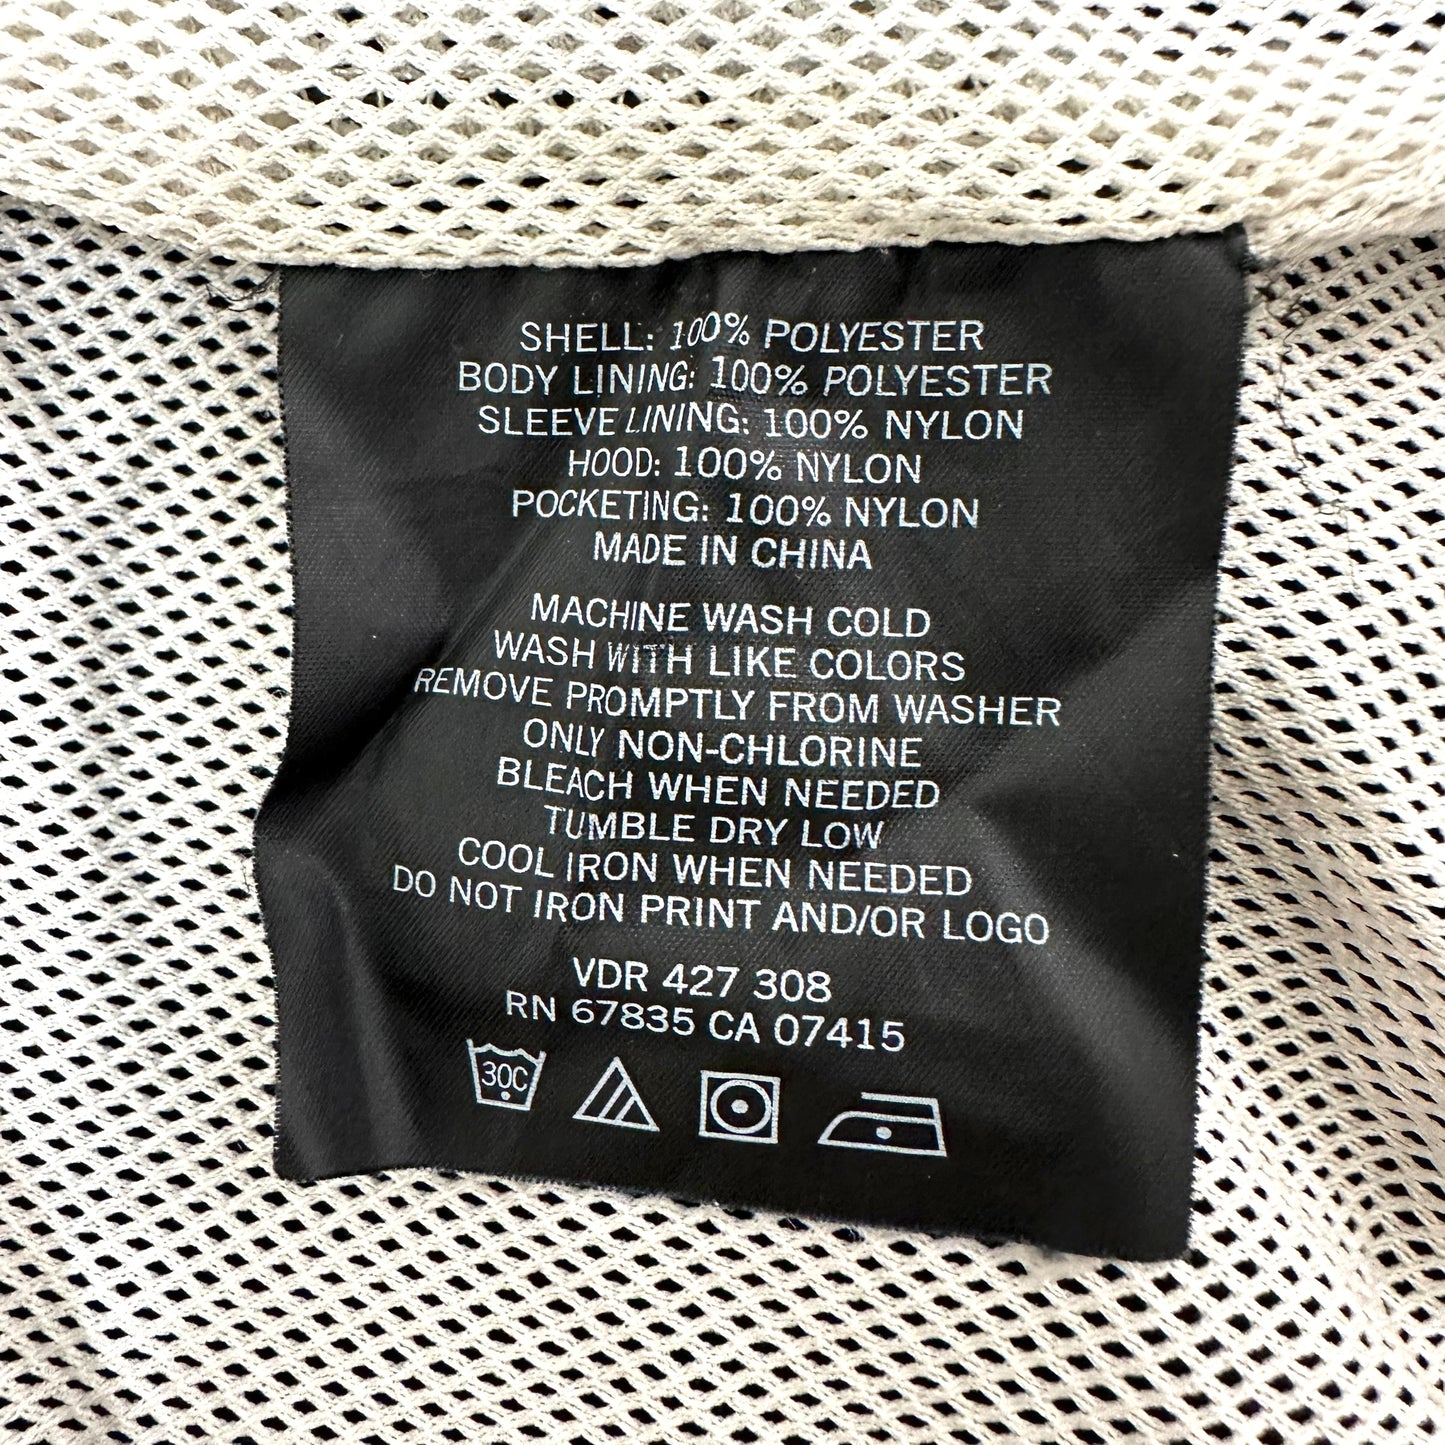 SHELL: 100% POLYESTER
BODY LINING: 100% POLYESTER
SLEEVE LINING: 100% NYLON
HOOD: 100% NYLON
POCKETING: 100% NYLON
MADE IN CHINA
MACHINE WASH COLD
WASH WITH LIKE COLORS
REMOVE PROMPTLY FROM WASHER
ONLY NON-CHLORINE
BLEACH WHEN NEEDED
TUMBLE DRY LOW
COOL IRON WHEN NEEDED
DO NOT IRON PRINT AND/OR LOGO
VDR 427 308
RN 67835 CA 07415
30C